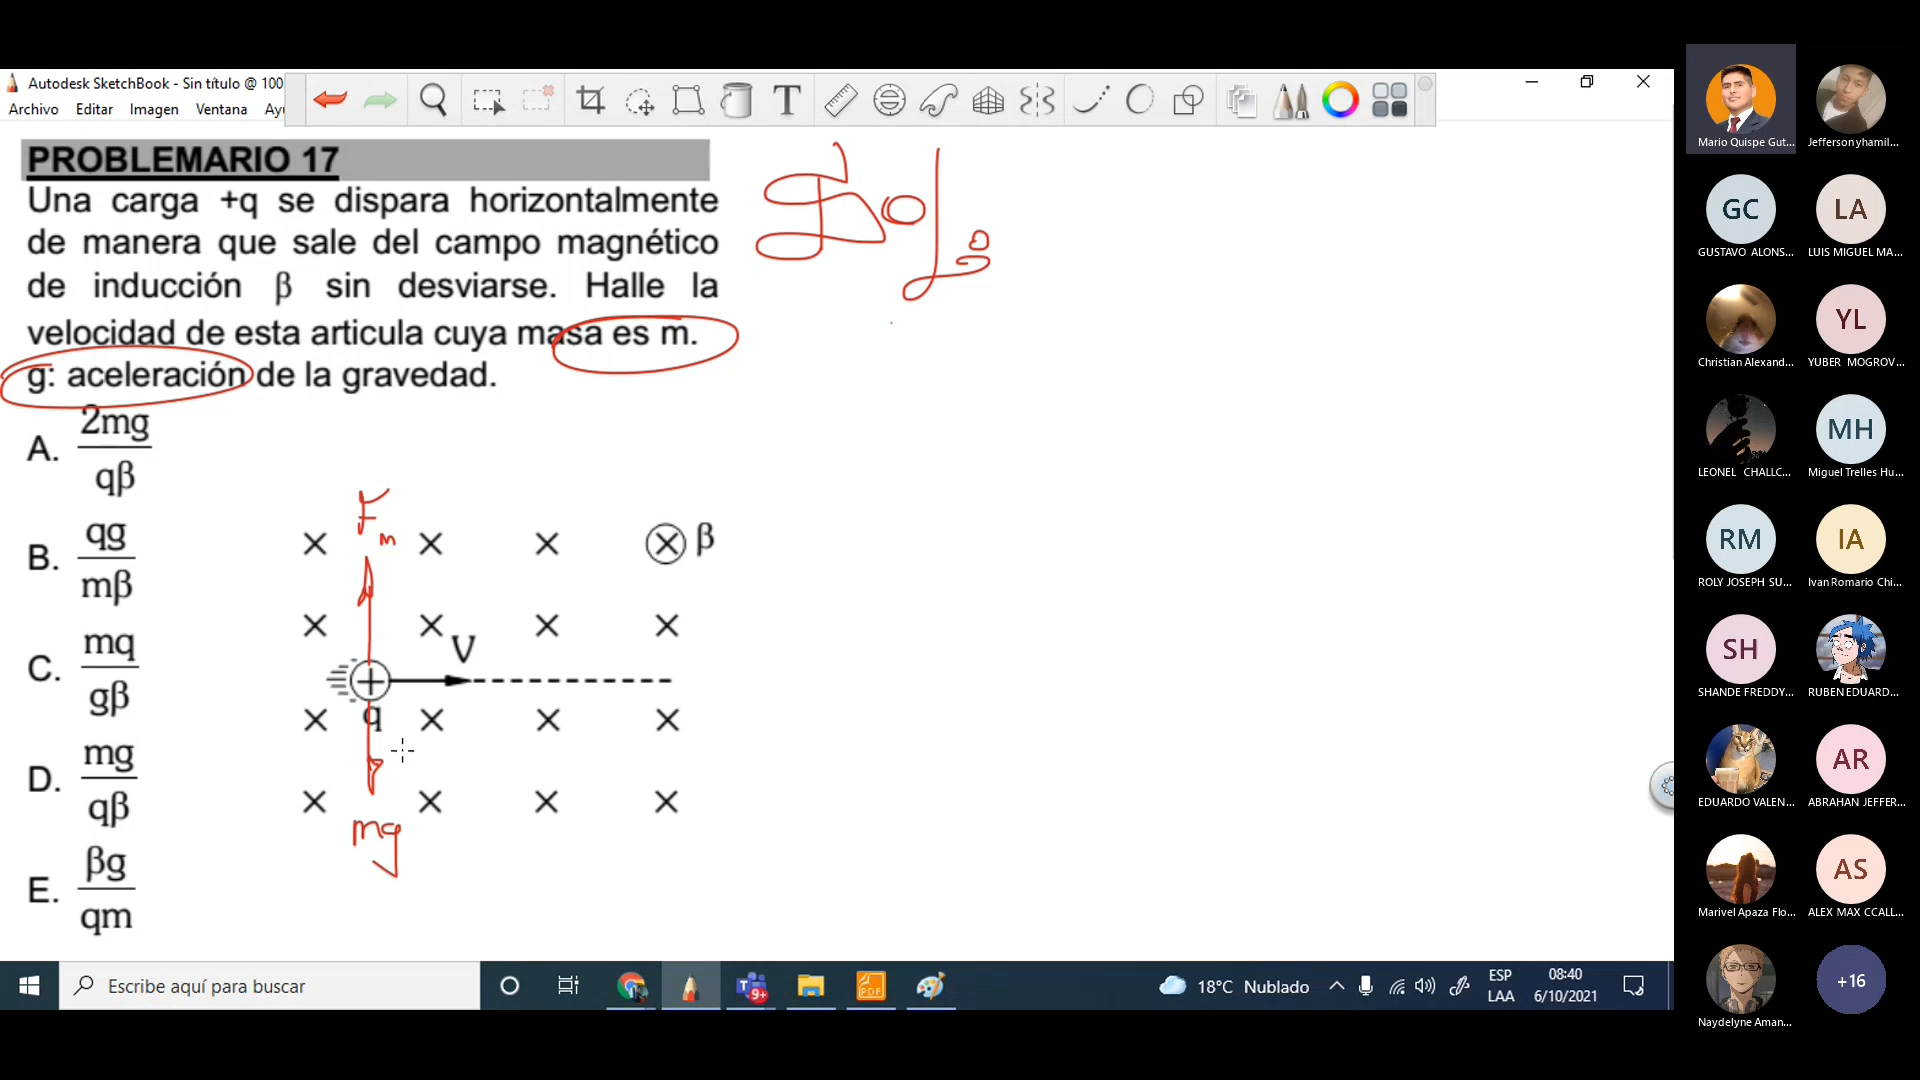 Autodesk SketchBook - Sin título @ 100
Archivo Editar Imagen Ventana Ayu
PROBLEMARIO 17
Una carga +q se dispara horizontalmente
de manera que sale del campo magnético
de inducción β sin desviarse. Halle la
velocidad de esta articula cuya masa es m.
g: aceleración de la gravedad.
Sol:
A. 2mg
qβ
B. qg
mβ
C. mq
gβ
D. mg
qβ
E. βg
qm
Fm
β
V
q
mg
Mario Quispe Gut...
Jefferson yhamil...
GC
GUSTAVO ALONS...
LA
LUIS MIGUEL MA...
Christian Alexand...
YL
YUBER MOGROV...
LEONEL CHALLC...
MH
Miguel Trelles Hu...
RM
ROLY JOSEPH SU...
IA
Ivan Romario Chi...
SH
SHANDE FREDDY...
RUBEN EDUARD...
EDUARDO VALEN...
AR
ABRAHAN JEFFER...
Marivel Apaza Flo...
AS
ALEX MAX CCALL...
Naydelyne Aman...
+16
Escribe aquí para buscar
9+
PDF
18°C Nublado
ESP
LAA
08:40
6/10/2021